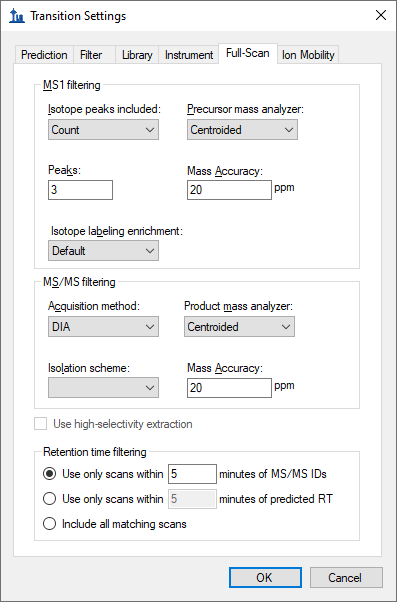 Transition Settings
Prediction Filter Library Instrument Full-Scan Ion Mobility
MS1 filtering
Isotope peaks included: Precursor mass analyzer:
Count Centroided
Peaks: Mass Accuracy:
3 20 ppm
Isotope labeling enrichment:
Default
MS/MS filtering
Acquisition method: Product mass analyzer:
DIA Centroided
Isolation scheme: Mass Accuracy:
20 ppm
Use high-selectivity extraction
Retention time filtering
Use only scans within 5 minutes of MS/MS IDs
Use only scans within 5 minutes of predicted RT
Include all matching scans
OK Cancel